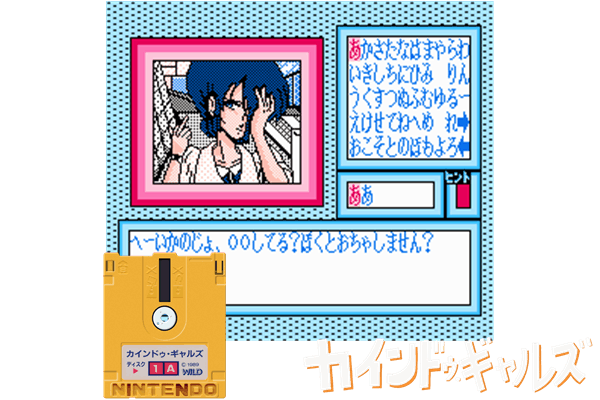 あかさたなはまやらわ
いきしちにひみ りん
うくすつぬふむゆるー
えけせてねへめ れ➡
おこそとのほもよろ⬅
ヒント
ああ
へーいかのじょ、○○してる?ぼくとおちゃしません?
カインドゥ・ギャルズ
ディスク
1 A
©1989
WILD
NINTENDO
カインドゥギャルズ